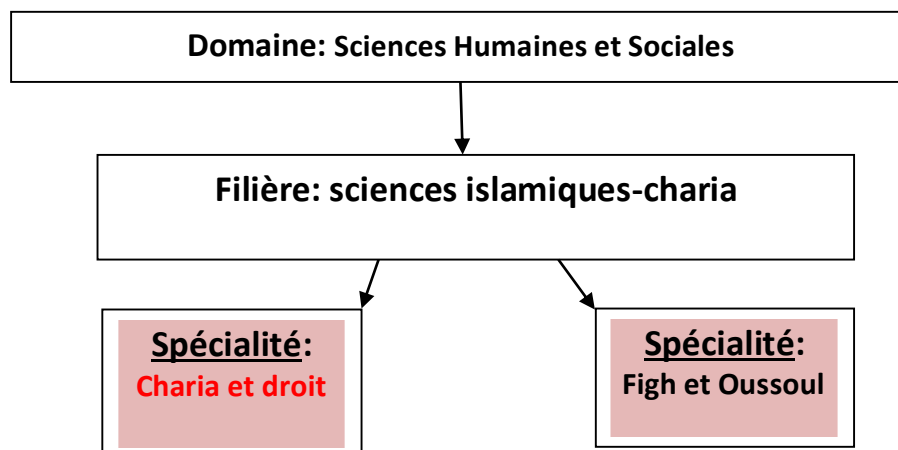 Domaine: Sciences Humaines et Sociales
Filière: sciences islamiques-charia
Spécialité:
Charia et droit
Spécialité:
Figh et Oussoul